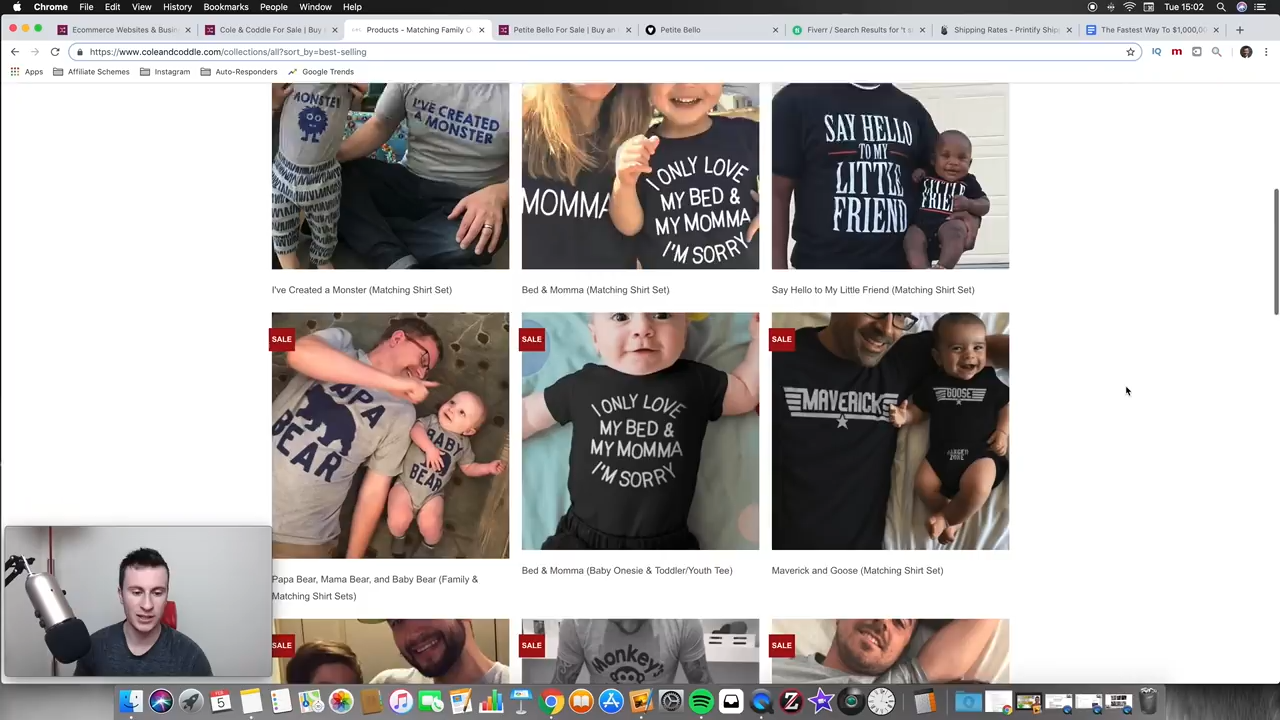 Chrome File Edit View History Bookmarks People Window Help Tue 15:02
Ecommerce Websites & Busin Cole & Coddle For Sale | Buy Products - Matching Family O Petite Bello For Sale | Buy an Petite Bello Fiverr / Search Results for 't s Shipping Rates - Printify Ship The Fastest Way To $1,000,
https://www.coleandcoddle.com/collections/all?sort_by=best-selling
Apps Affiliate Schemes Instagram Auto-Responders Google Trends
MONSTER
I'VE CREATED
A MONSTER
MOMMA
I ONLY LOVE
MY BED &
MY MOMMA
I'M SORRY
SAY HELLO
TO MY
LITTLE
FRIEND
LITTLE
FRIEND
I've Created a Monster (Matching Shirt Set)
Bed & Momma (Matching Shirt Set)
Say Hello to My Little Friend (Matching Shirt Set)
SALE
PAPA
BEAR
BABY
BEAR
SALE
I ONLY LOVE
MY BED &
MY MOMMA
I'M SORRY
SALE
MAVERICK
GOOSE
DANGER
ZONE
Papa Bear, Mama Bear, and Baby Bear (Family &
Matching Shirt Sets)
Bed & Momma (Baby Onesie & Toddler/Youth Tee)
Maverick and Goose (Matching Shirt Set)
SALE
SALE
Monkey's
SALE
FEB
5